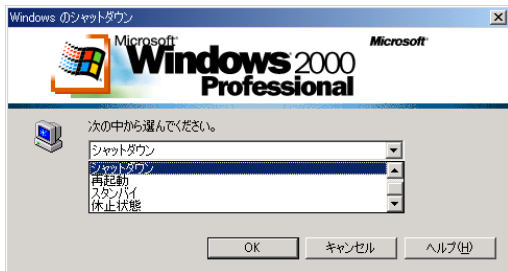 Windows のシャットダウン
Microsoft
Windows 2000
Professional
Microsoft
次の中から選んでください。
シャットダウン
シャットダウン
再起動
スタンバイ
休止状態
OK
キャンセル
ヘルプ(H)